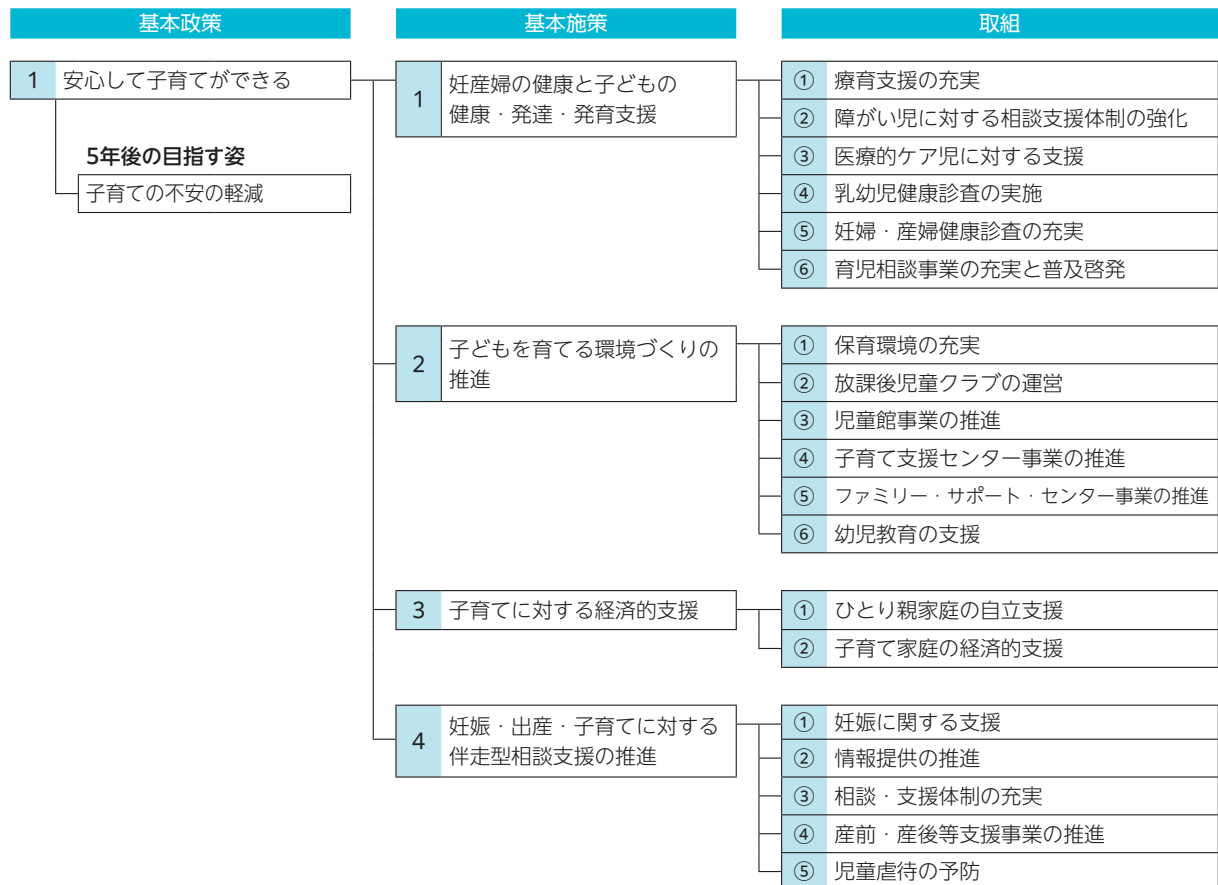 基本政策
基本施策
取組
1 安心して子育てができる
5年後の目指す姿
子育ての不安の軽減
1 妊産婦の健康と子どもの
健康・発達・発育支援
① 療育支援の充実
② 障がい児に対する相談支援体制の強化
③ 医療的ケア児に対する支援
④ 乳幼児健康診査の実施
⑤ 妊婦・産婦健康診査の充実
⑥ 育児相談事業の充実と普及啓発
2 子どもを育てる環境づくりの
推進
① 保育環境の充実
② 放課後児童クラブの運営
③ 児童館事業の推進
④ 子育て支援センター事業の推進
⑤ ファミリー・サポート・センター事業の推進
⑥ 幼児教育の支援
3 子育てに対する経済的支援
① ひとり親家庭の自立支援
② 子育て家庭の経済的支援
4 妊娠・出産・子育てに対する
伴走型相談支援の推進
① 妊娠に関する支援
② 情報提供の推進
③ 相談・支援体制の充実
④ 産前・産後等支援事業の推進
⑤ 児童虐待の予防